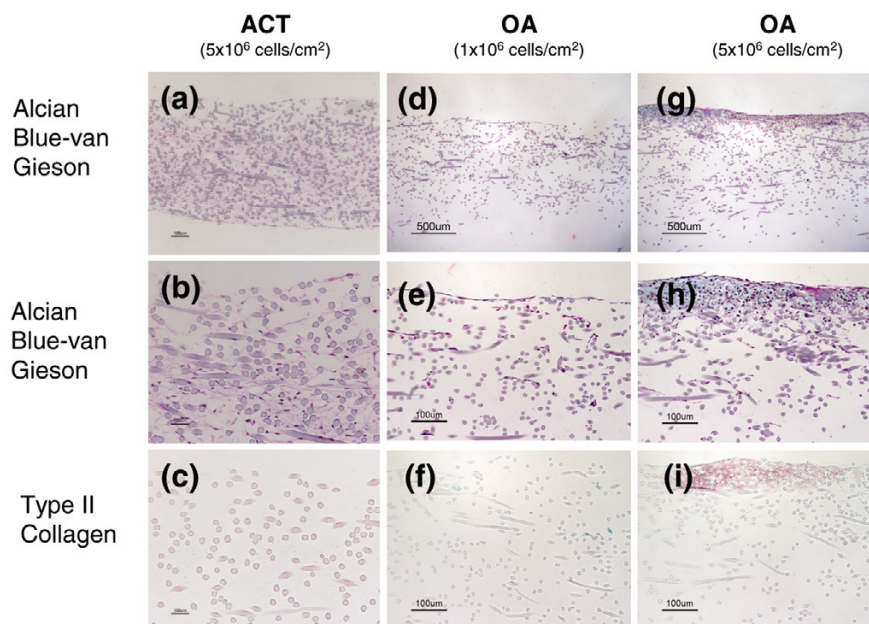 ACT
(5x10⁶ cells/cm²)
OA
(1x10⁶ cells/cm²)
OA
(5x10⁶ cells/cm²)
Alcian
Blue-van
Gieson
(a)
(d)
500um
(g)
500um
Alcian
Blue-van
Gieson
(b)
(e)
100um
(h)
100um
Type II
Collagen
(c)
(f)
100um
(i)
100um